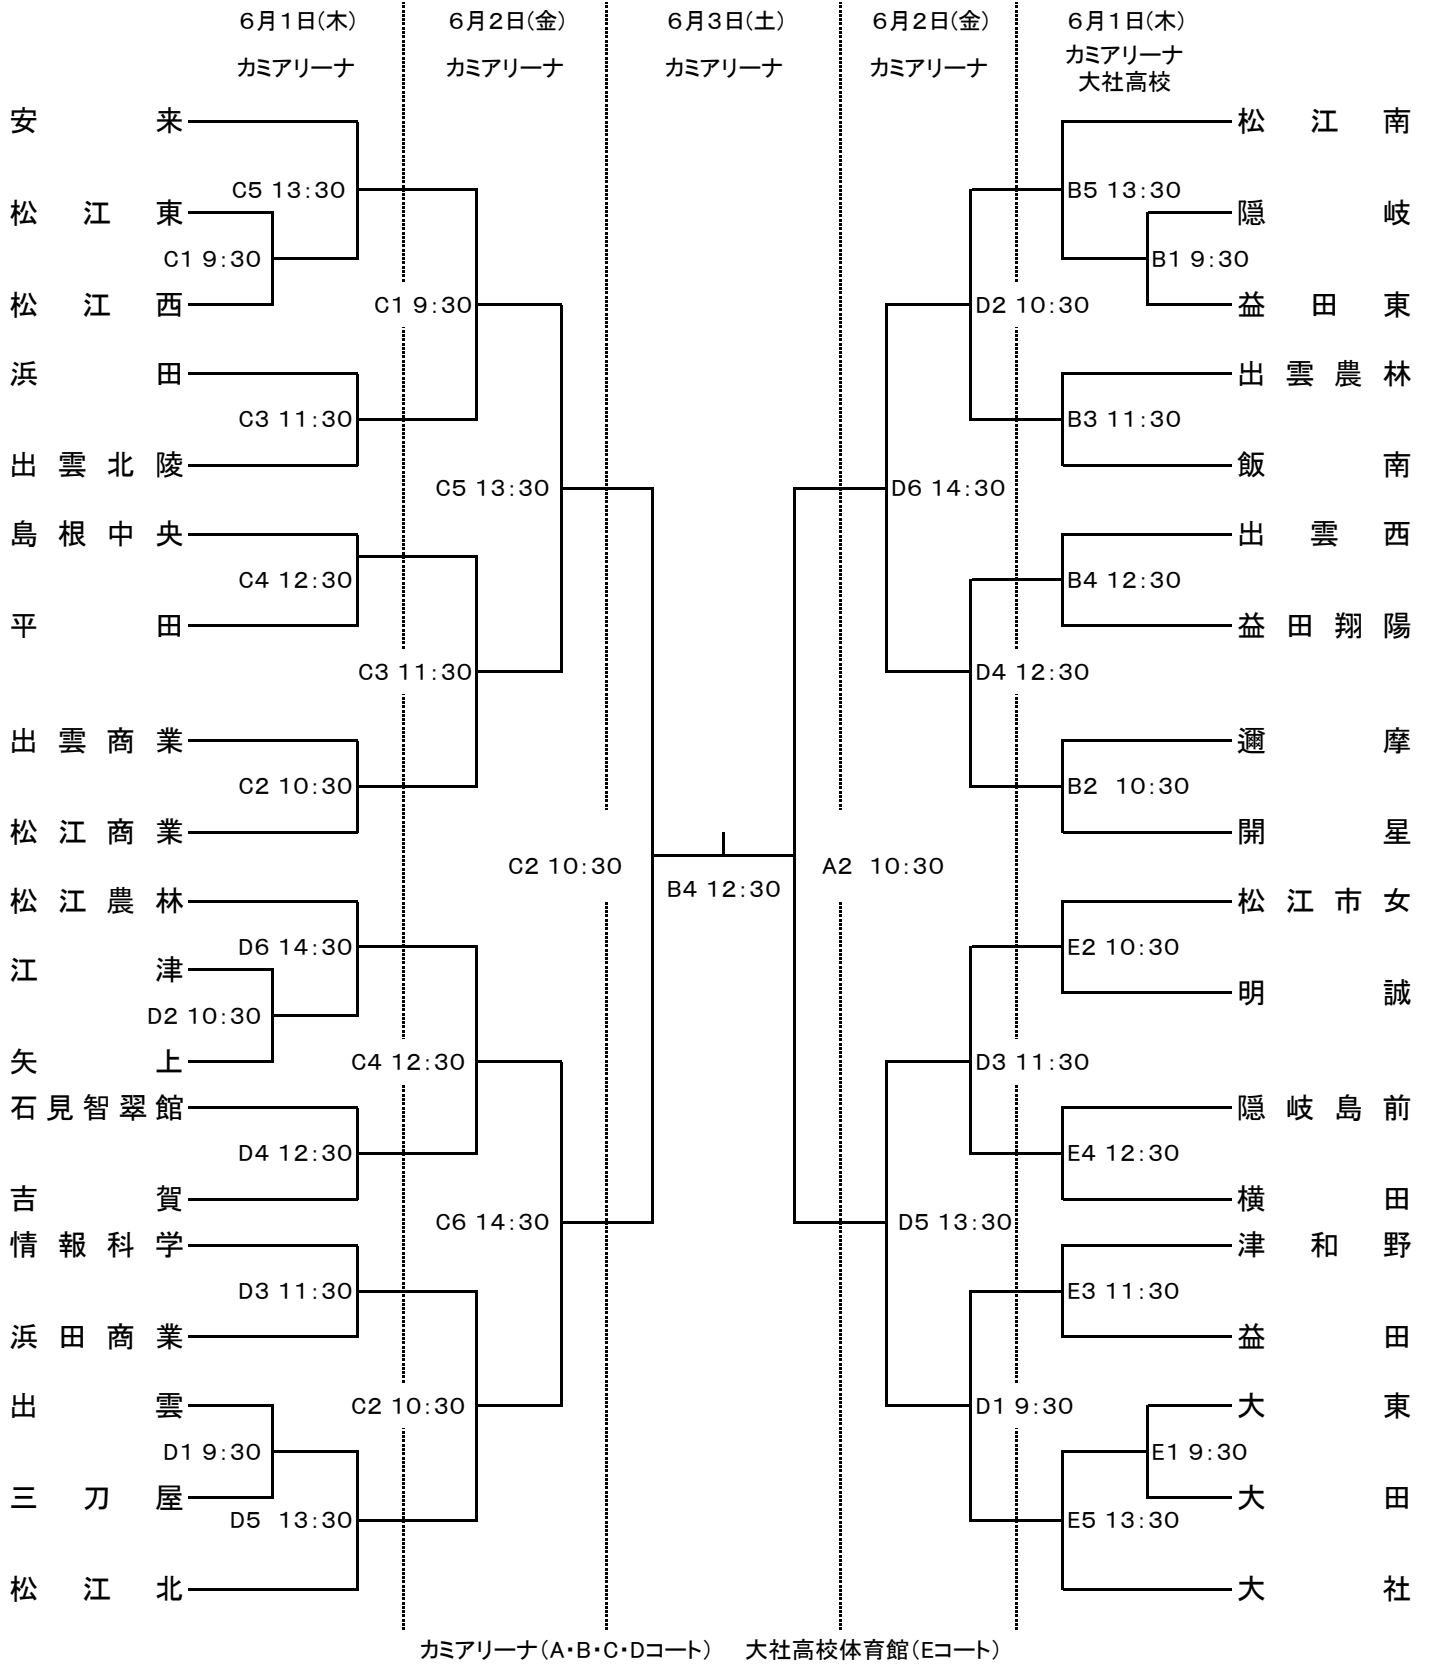 6月1日(木) 6月2日(金) 6月3日(土) 6月2日(金) 6月1日(木)
カミアリーナ カミアリーナ カミアリーナ カミアリーナ カミアリーナ
大社高校
安来 松江南
C5 13:30 B5 13:30
松江東 隠岐
C1 9:30 B1 9:30
松江西 C1 9:30 D2 10:30 益田東
浜田 出雲農林
C3 11:30 B3 11:30
出雲北陵 飯南
C5 13:30 D6 14:30
島根中央 出雲西
C4 12:30 B4 12:30
平田 益田翔陽
C3 11:30 D4 12:30
出雲商業 邇摩
C2 10:30 B2 10:30
松江商業 開星
C2 10:30 A2 10:30
B4 12:30
松江農林 松江市女
D6 14:30 E2 10:30
江津 明誠
D2 10:30
矢上 C4 12:30 D3 11:30
石見智翠館 隠岐島前
D4 12:30 E4 12:30
吉賀 横田
C6 14:30 D5 13:30
情報科学 津和野
D3 11:30 E3 11:30
浜田商業 益田
出雲 C2 10:30 D1 9:30 大東
D1 9:30 E1 9:30
三刀屋 大田
D5 13:30 E5 13:30
松江北 大社
カミアリーナ(A・B・C・Dコート) 大社高校体育館(Eコート)